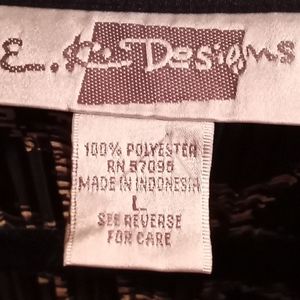 E. K Designs
100% POLYESTER
RN 57095
MADE IN INDONESIA
L
SEE REVERSE
FOR CARE